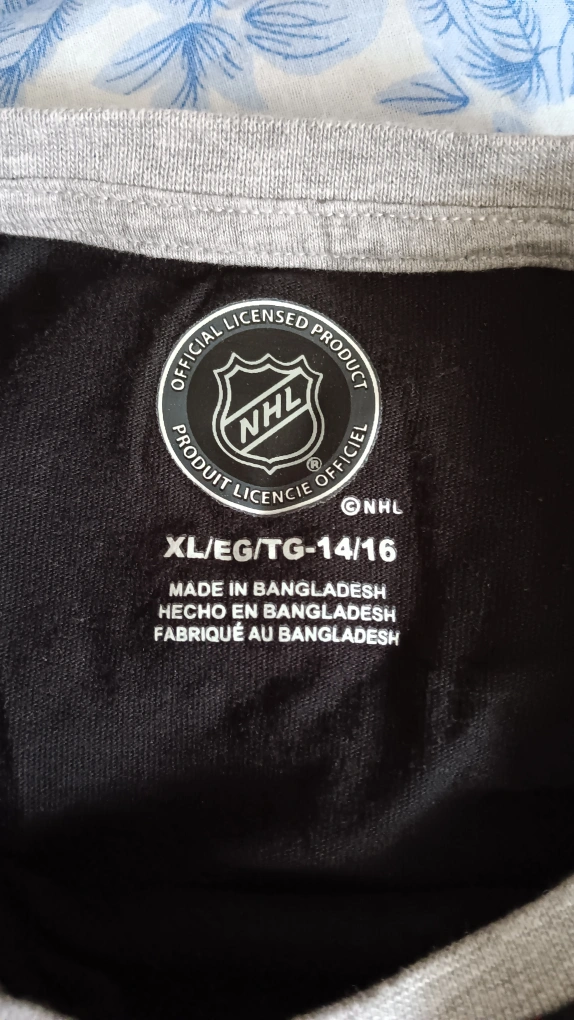 OFFICIAL LICENSED PRODUCT
NHL
®
PRODUIT LICENCIE OFFICIEL
©NHL
XL/EG/TG-14/16
MADE IN BANGLADESH
HECHO EN BANGLADESH
FABRIQUÉ AU BANGLADESH